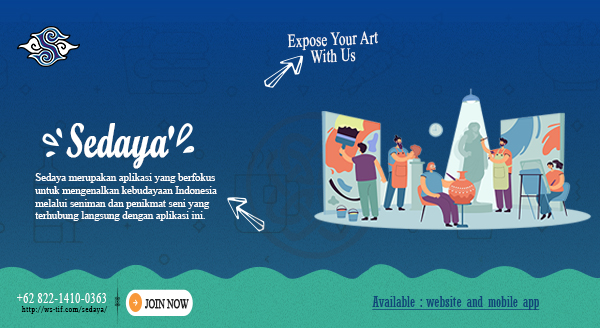 Expose Your Art
With Us
Sedaya'
Sedaya merupakan aplikasi yang berfokus
untuk mengenalkan kebudayaan Indonesia
melalui seniman dan penikmat seni yang
terhubung langsung dengan aplikasi ini.
+62 822-1410-0363
http://ws-tif.com/sedaya/
JOIN NOW
Available : website and mobile app